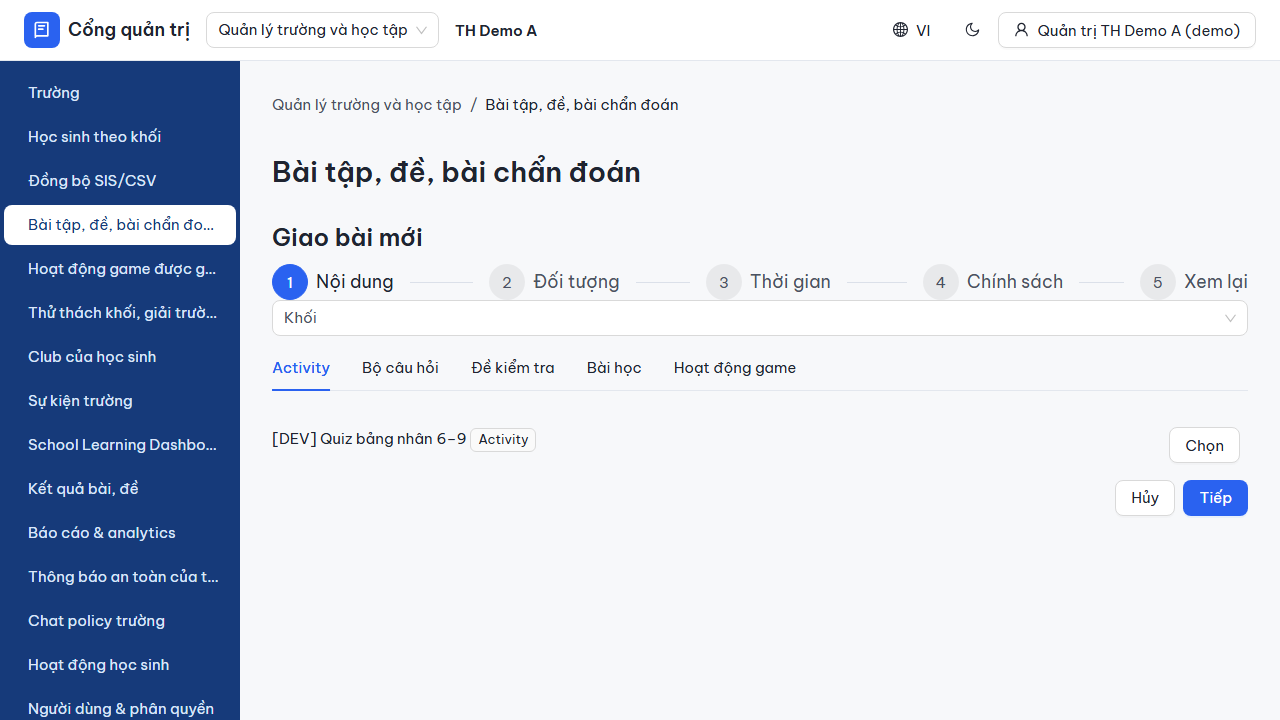 Cổng quản trị
Quản lý trường và học tập
TH Demo A
VI
Quản trị TH Demo A (demo)
Trường
Học sinh theo khối
Đồng bộ SIS/CSV
Bài tập, đề, bài chẩn đo...
Hoạt động game được g...
Thử thách khối, giải trườ...
Club của học sinh
Sự kiện trường
School Learning Dashbo...
Kết quả bài, đề
Báo cáo & analytics
Thông báo an toàn của t...
Chat policy trường
Hoạt động học sinh
Người dùng & phân quyền
Quản lý trường và học tập / Bài tập, đề, bài chẩn đoán
Bài tập, đề, bài chẩn đoán
Giao bài mới
1 Nội dung
2 Đối tượng
3 Thời gian
4 Chính sách
5 Xem lại
Khối
Activity
Bộ câu hỏi
Đề kiểm tra
Bài học
Hoạt động game
[DEV] Quiz bảng nhân 6–9 Activity
Chọn
Hủy
Tiếp